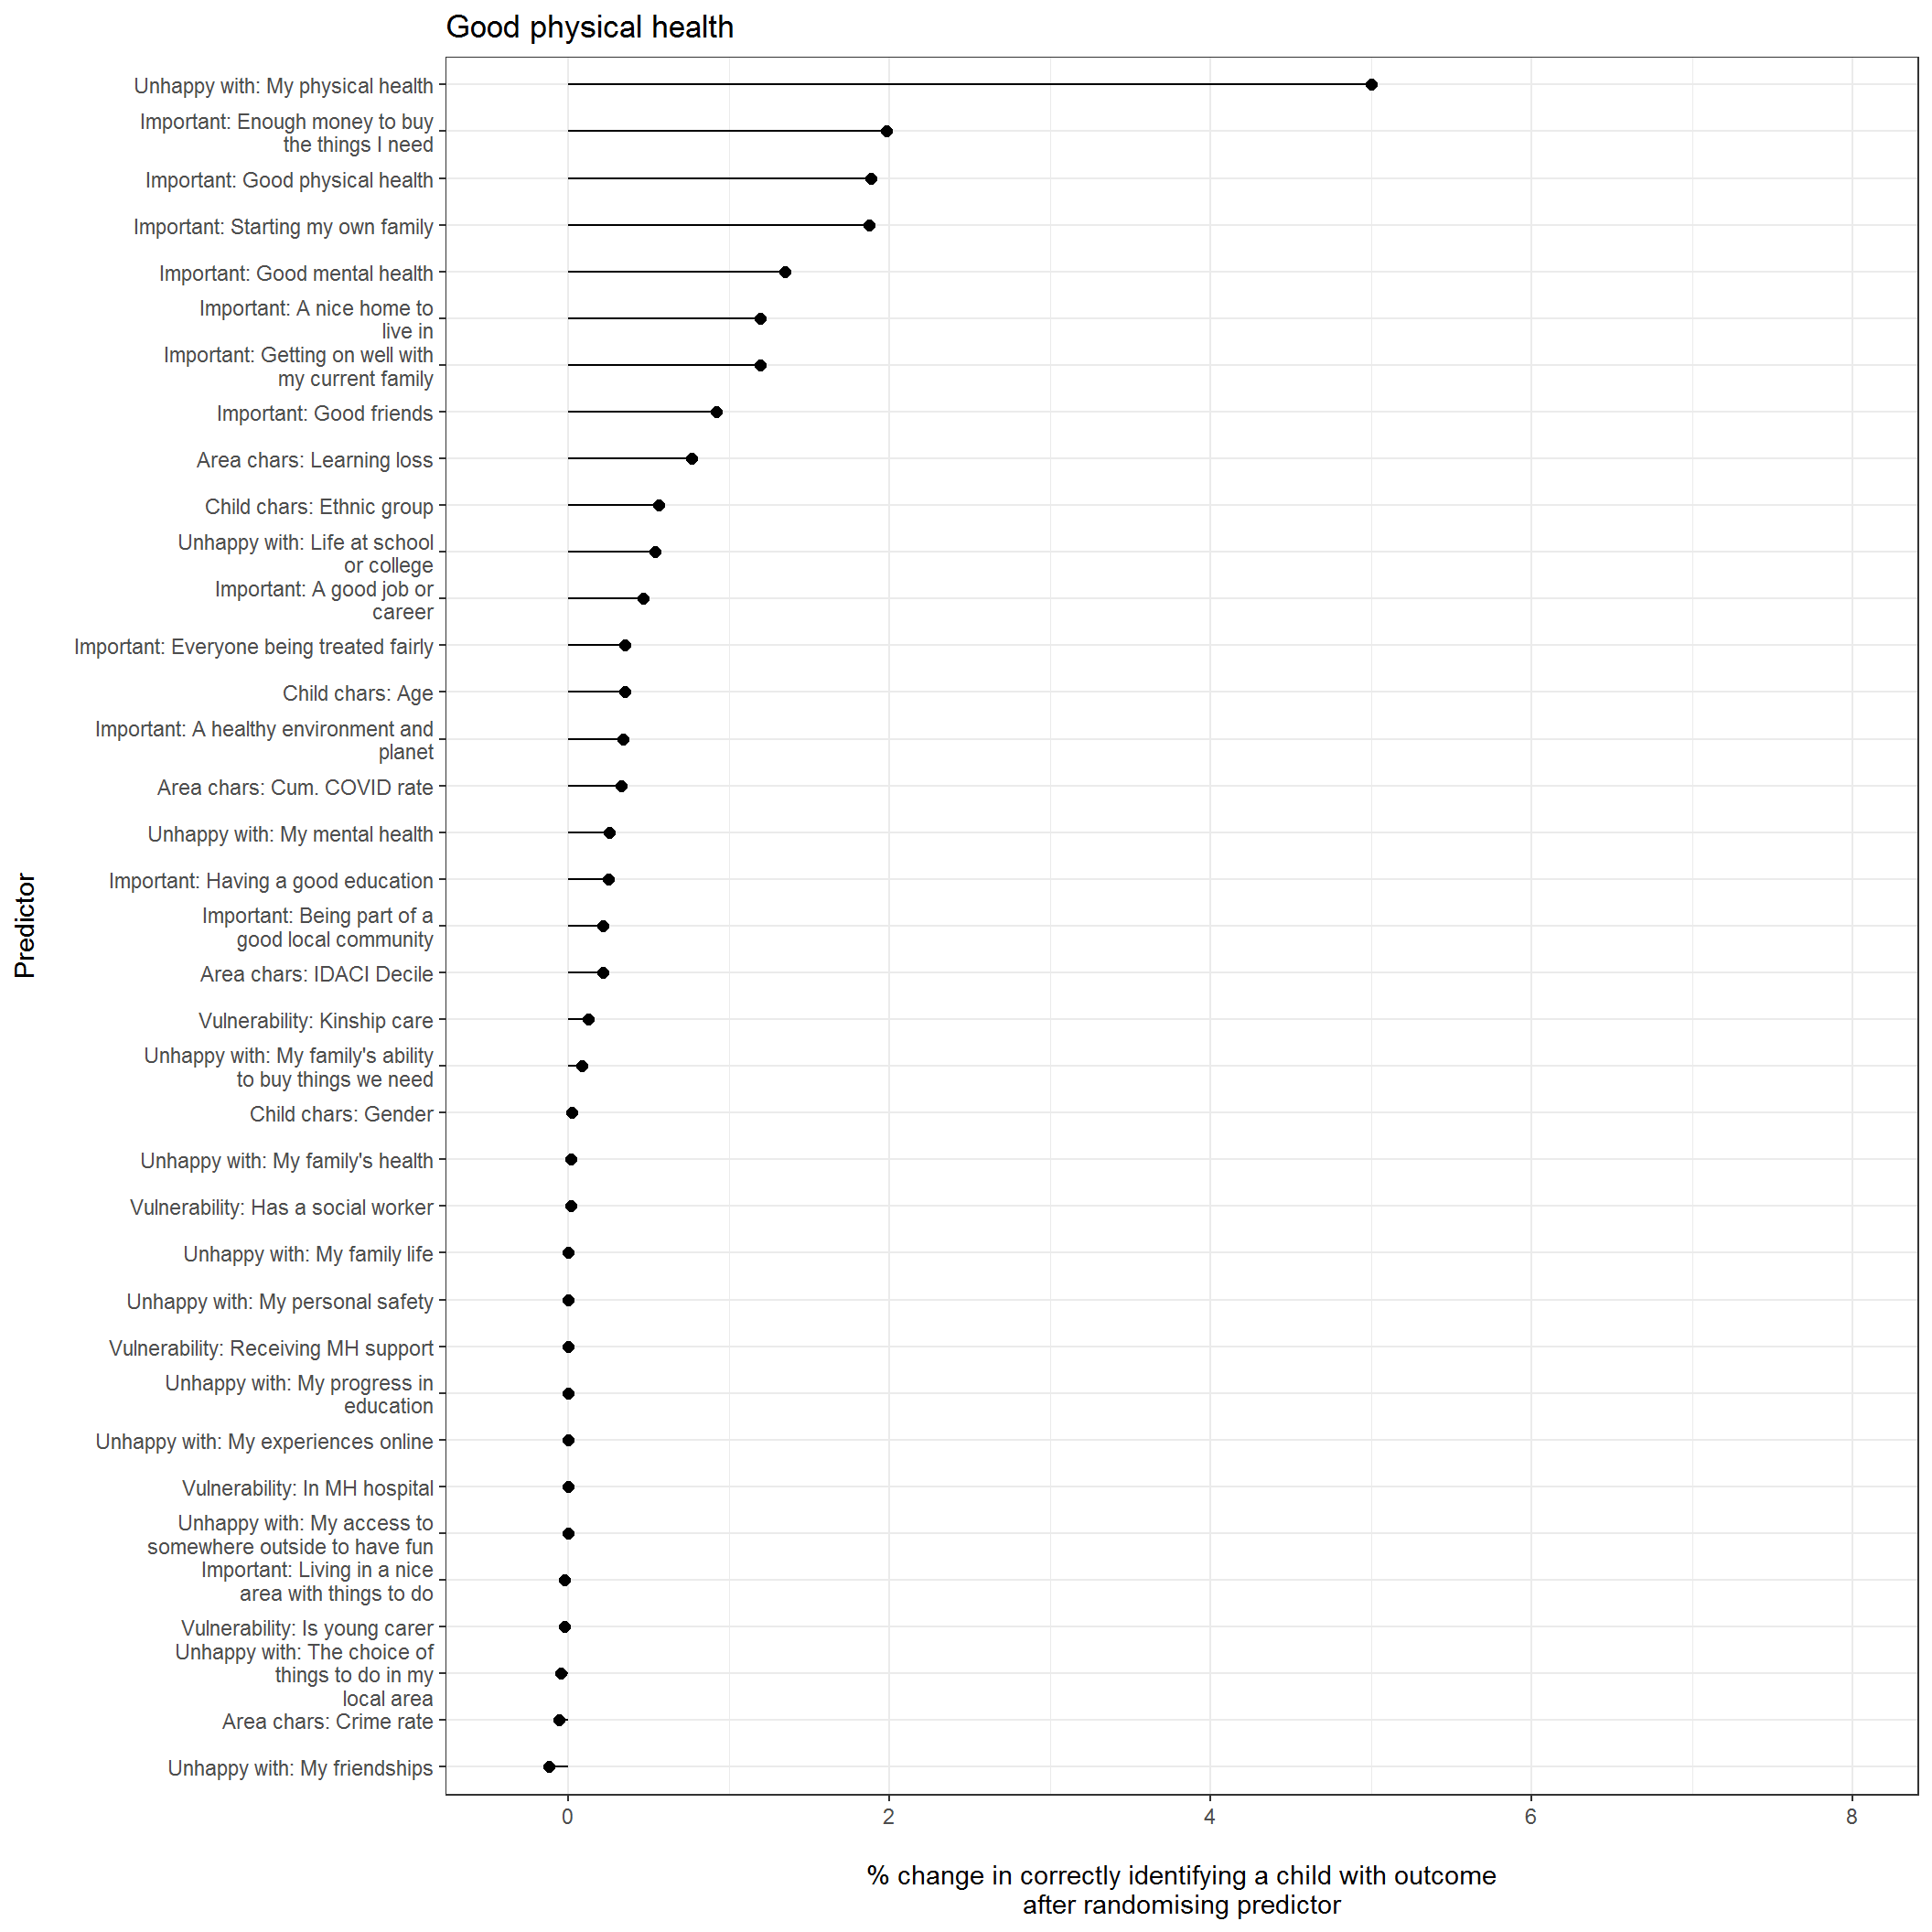 Good physical health
Unhappy with: My physical health
Important: Enough money to buy
the things I need
Important: Good physical health
Important: Starting my own family
Important: Good mental health
Important: A nice home to
live in
Important: Getting on well with
my current family
Important: Good friends
Area chars: Learning loss
Child chars: Ethnic group
Unhappy with: Life at school
or college
Important: A good job or
career
Important: Everyone being treated fairly
Child chars: Age
Important: A healthy environment and
planet
Area chars: Cum. COVID rate
Unhappy with: My mental health
Important: Having a good education
Important: Being part of a
good local community
Area chars: IDACI Decile
Vulnerability: Kinship care
Unhappy with: My family's ability
to buy things we need
Child chars: Gender
Unhappy with: My family's health
Vulnerability: Has a social worker
Unhappy with: My family life
Unhappy with: My personal safety
Vulnerability: Receiving MH support
Unhappy with: My progress in
education
Unhappy with: My experiences online
Vulnerability: In MH hospital
Unhappy with: My access to
somewhere outside to have fun
Important: Living in a nice
area with things to do
Vulnerability: Is young carer
Unhappy with: The choice of
things to do in my
local area
Area chars: Crime rate
Unhappy with: My friendships
Predictor
0 2 4 6 8
% change in correctly identifying a child with outcome
after randomising predictor